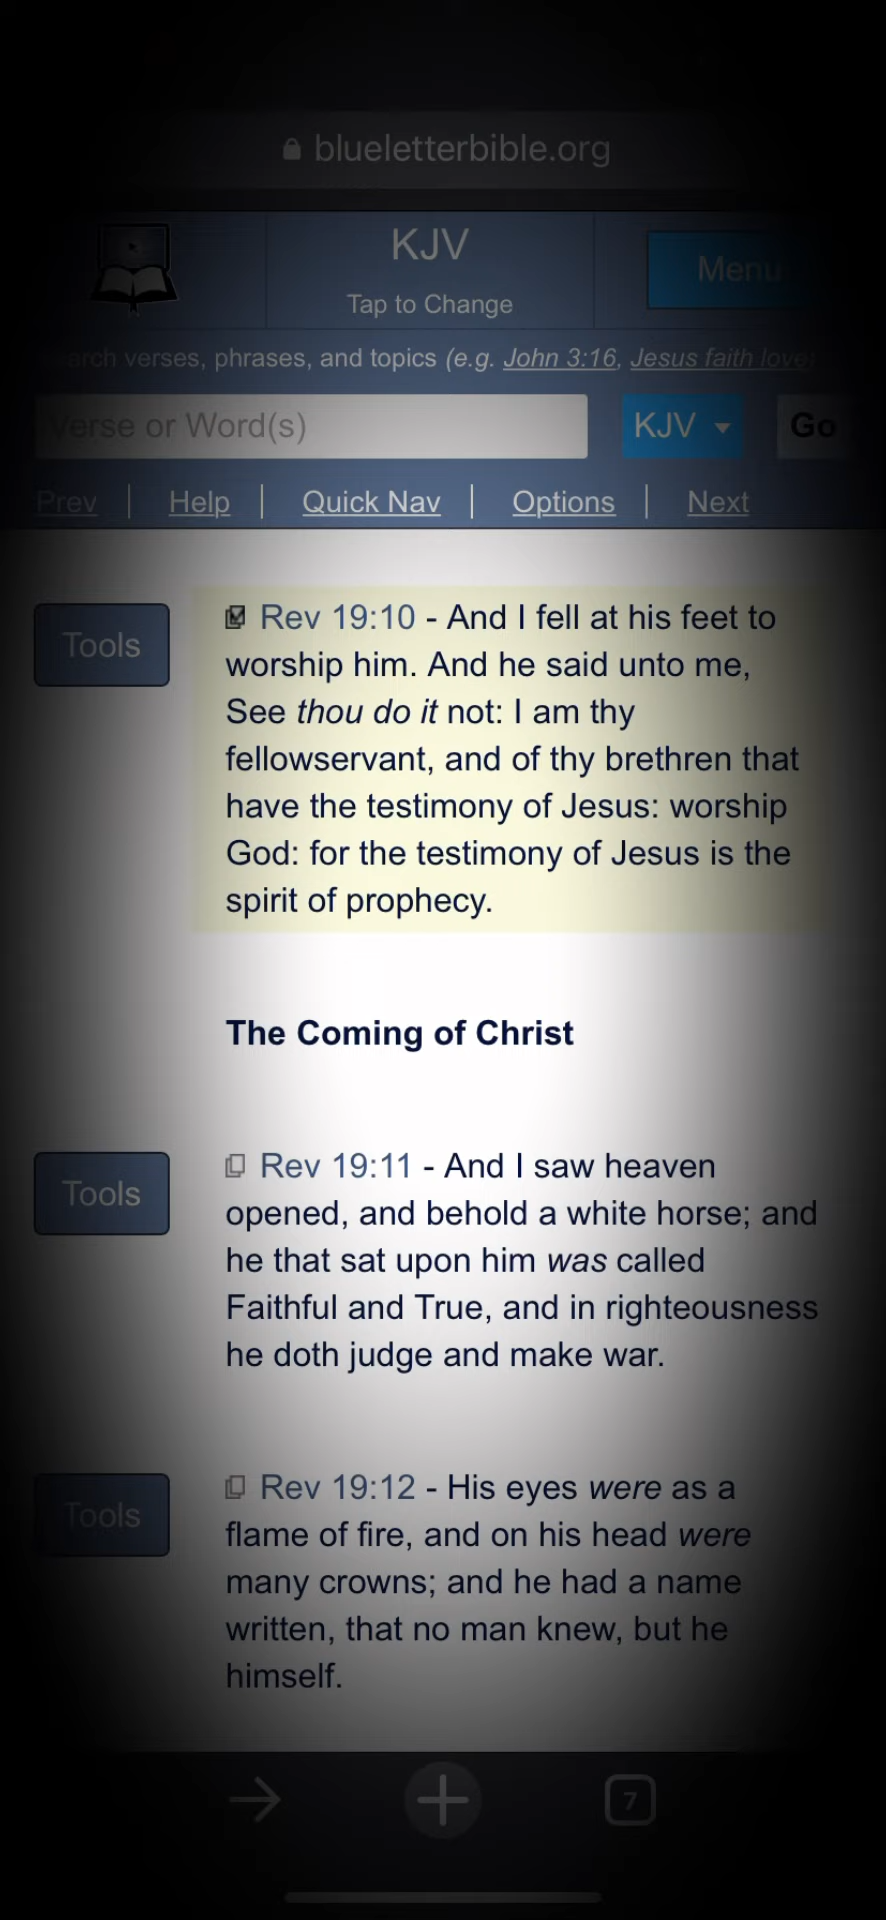 blueletterbible.org
KJV
Tap to Change
Menu
verses, phrases, and topics (e.g. John 3:16, Jesus faith love)
Verse or Word(s)
KJV
Go
Prev | Help | Quick Nav | Options | Next
Tools
Rev 19:10 - And I fell at his feet to
worship him. And he said unto me,
See thou do it not: I am thy
fellowservant, and of thy brethren that
have the testimony of Jesus: worship
God: for the testimony of Jesus is the
spirit of prophecy.
The Coming of Christ
Tools
Rev 19:11 - And I saw heaven
opened, and behold a white horse; and
he that sat upon him was called
Faithful and True, and in righteousness
he doth judge and make war.
Tools
Rev 19:12 - His eyes were as a
flame of fire, and on his head were
many crowns; and he had a name
written, that no man knew, but he
himself.
7